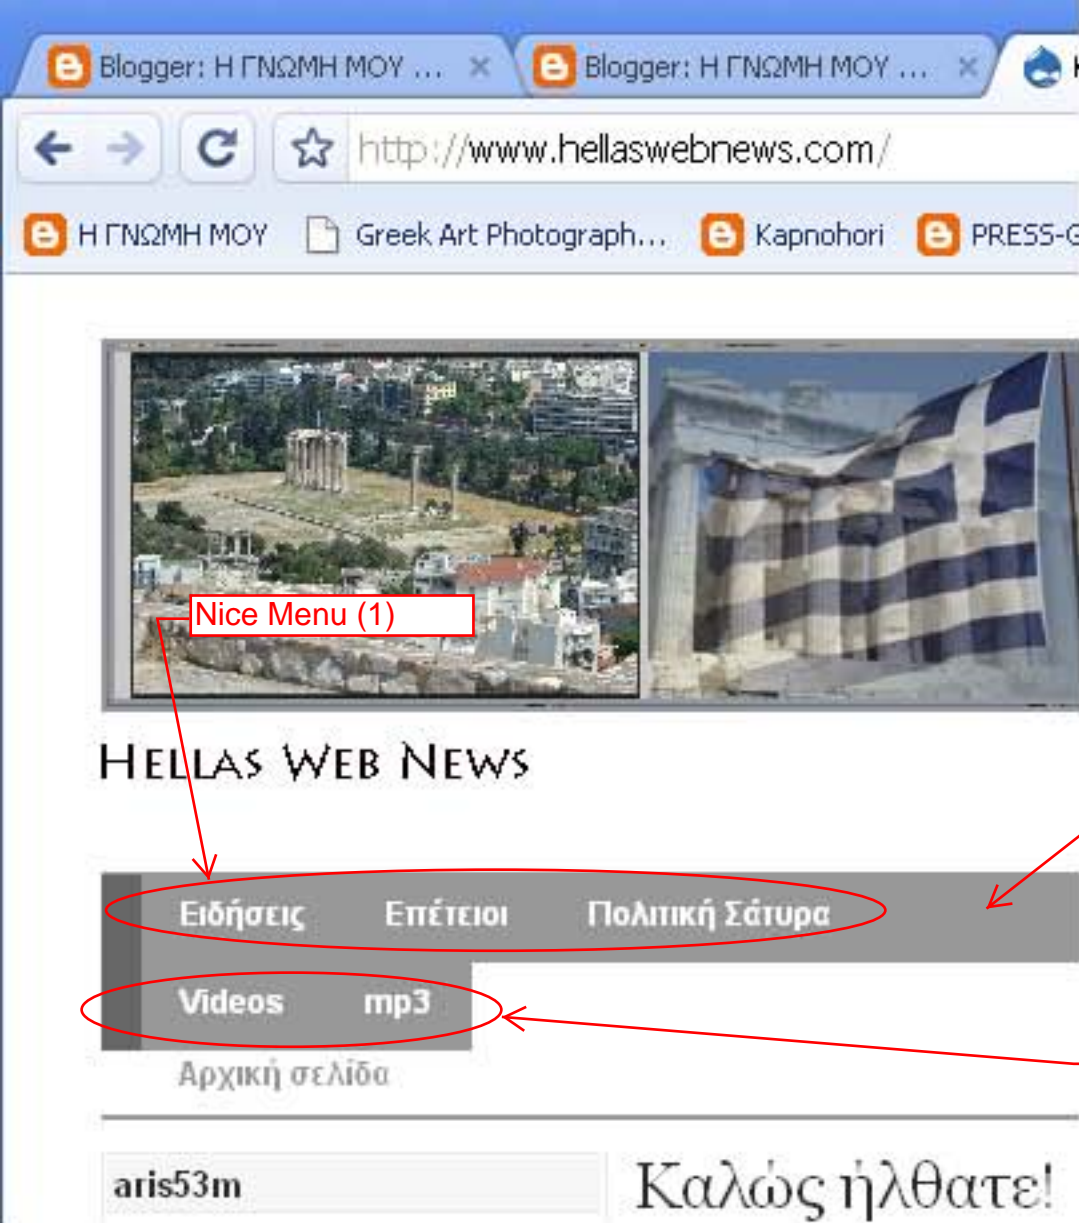 Blogger: Η ΓΝΩΜΗ ΜΟΥ ... Blogger: Η ΓΝΩΜΗ ΜΟΥ ...
http://www.hellaswebnews.com/
Η ΓΝΩΜΗ ΜΟΥ Greek Art Photograph... Kapnohori PRESS-G
Nice Menu (1)
HELLAS WEB NEWS
Ειδήσεις Επέτειοι Πολιτική Σάτυρα
Videos mp3
Αρχική σελίδα
aris53m Καλώς ήλθατε!